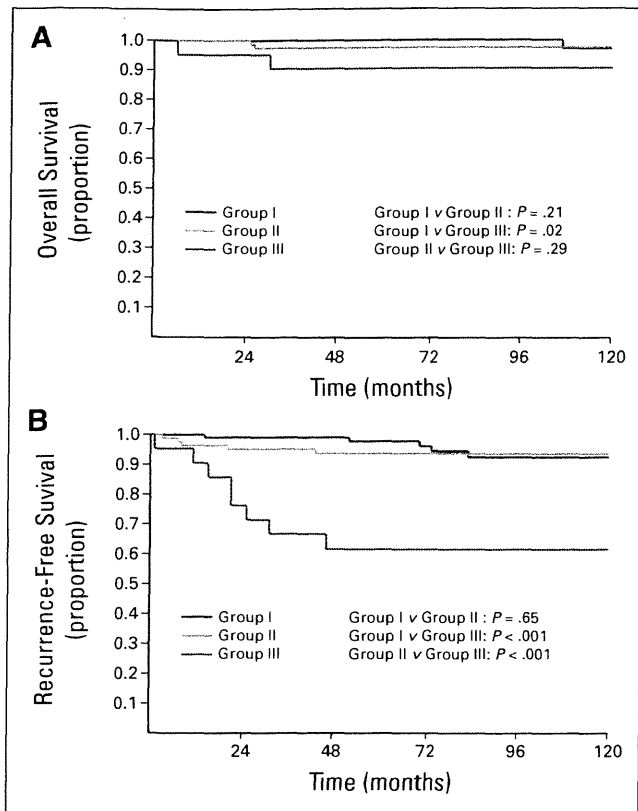 A
Overall Survival
(proportion)
1.0
0.9
0.8
0.7
0.6
0.5
0.4
0.3
0.2
0.1
Group I
Group II
Group III
Group I v Group II : P = .21
Group I v Group III: P = .02
Group II v Group III: P = .29
24
48
72
96
120
Time (months)
B
Recurrence-Free Suvival
(proportion)
1.0
0.9
0.8
0.7
0.6
0.5
0.4
0.3
0.2
0.1
Group I
Group II
Group III
Group I v Group II : P = .65
Group I v Group III: P < .001
Group II v Group III: P < .001
24
48
72
96
120
Time (months)